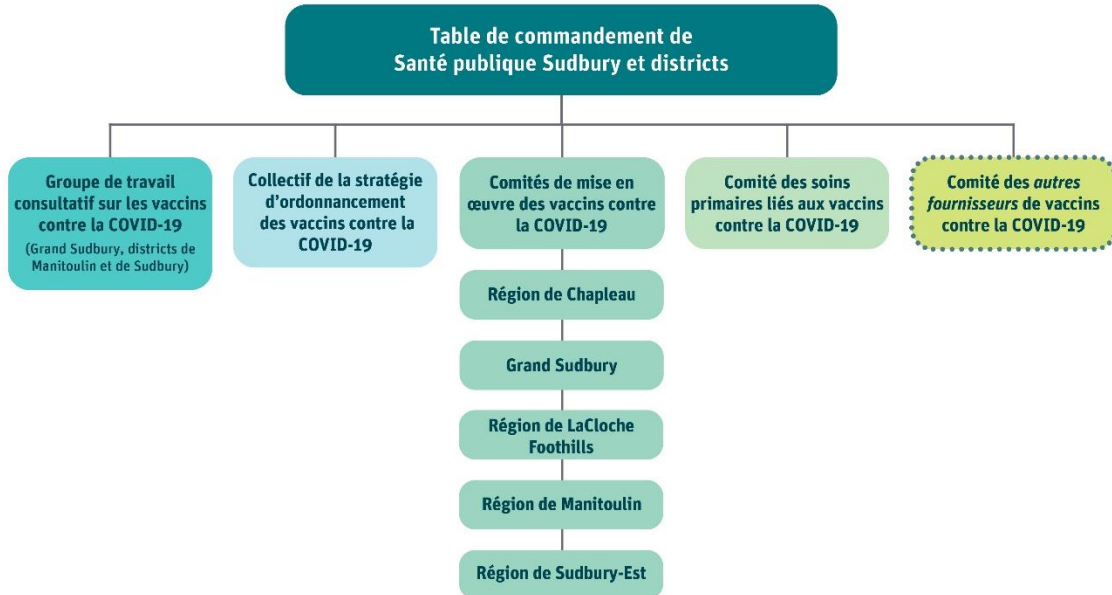 Table de commandement de
Santé publique Sudbury et districts
Groupe de travail
consultatif sur les vaccins
contre la COVID-19
(Grand Sudbury, districts de
Manitoulin et de Sudbury)
Collectif de la stratégie
d'ordonnancement
des vaccins contre la
COVID-19
Comités de mise en
œuvre des vaccins contre
la COVID-19
Comité des soins
primaires liés aux vaccins
contre la COVID-19
Comité des autres
fournisseurs de vaccins
contre la COVID-19
Région de Chapleau
Grand Sudbury
Région de LaCloche
Foothills
Région de Manitoulin
Région de Sudbury-Est